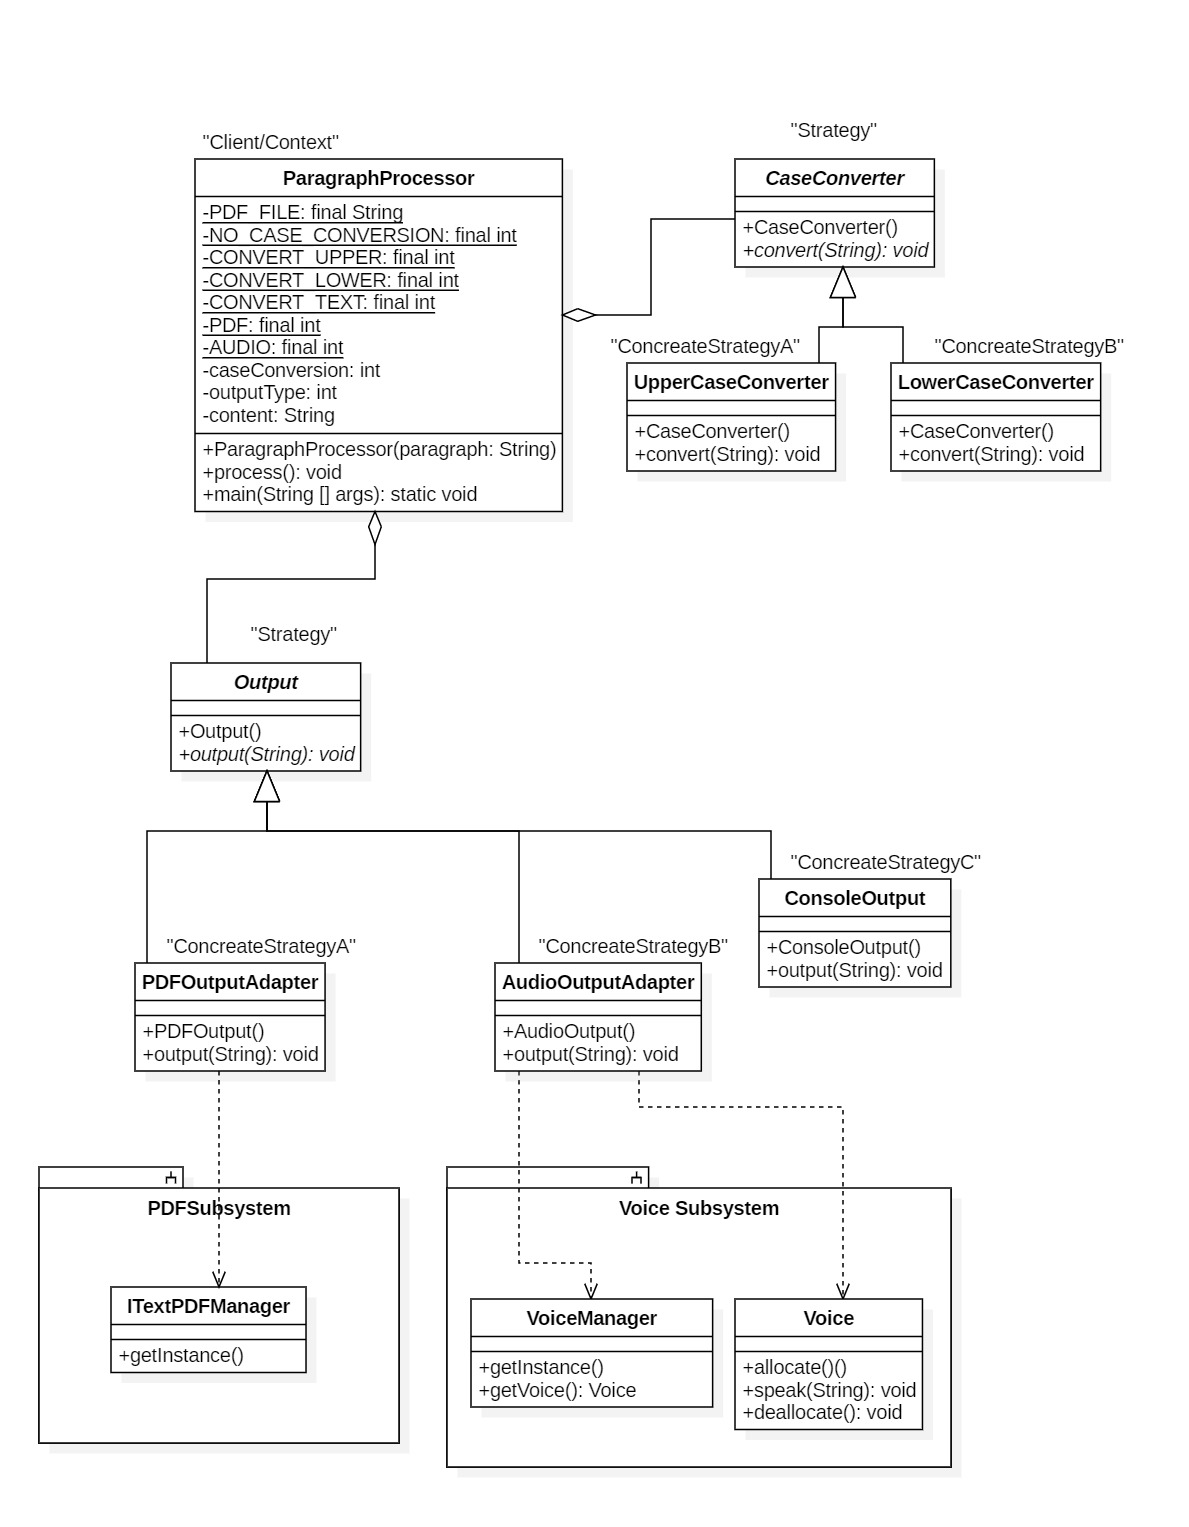 "Client/Context"
ParagraphProcessor
-PDF_FILE: final String
-NO_CASE_CONVERSION: final int
-CONVERT_UPPER: final int
-CONVERT_LOWER: final int
-CONVERT_TEXT: final int
-PDF: final int
-AUDIO: final int
-caseConversion: int
-outputType: int
-content: String
+ParagraphProcessor(paragraph: String)
+process(): void
+main(String [] args): static void
"Strategy"
CaseConverter
+CaseConverter()
+convert(String): void
"ConcreateStrategyA"
UpperCaseConverter
+CaseConverter()
+convert(String): void
"ConcreateStrategyB"
LowerCaseConverter
+CaseConverter()
+convert(String): void
"Strategy"
Output
+Output()
+output(String): void
"ConcreateStrategyA"
PDFOutputAdapter
+PDFOutput()
+output(String): void
"ConcreateStrategyB"
AudioOutputAdapter
+AudioOutput()
+output(String): void
"ConcreateStrategyC"
ConsoleOutput
+ConsoleOutput()
+output(String): void
PDFSubsystem
ITextPDFManager
+getInstance()
Voice Subsystem
VoiceManager
+getInstance()
+getVoice(): Voice
Voice
+allocate()()
+speak(String): void
+deallocate(): void